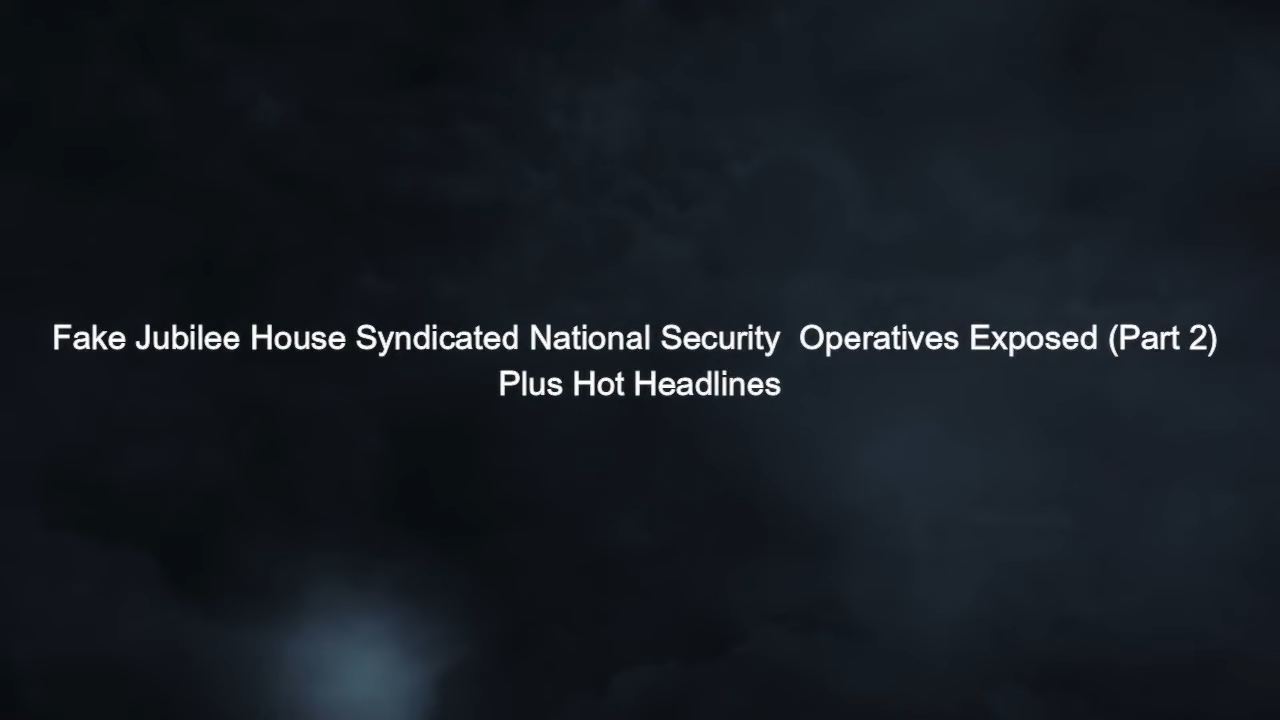 Fake Jubilee House Syndicated National Security  Operatives Exposed (Part 2)
Plus Hot Headlines